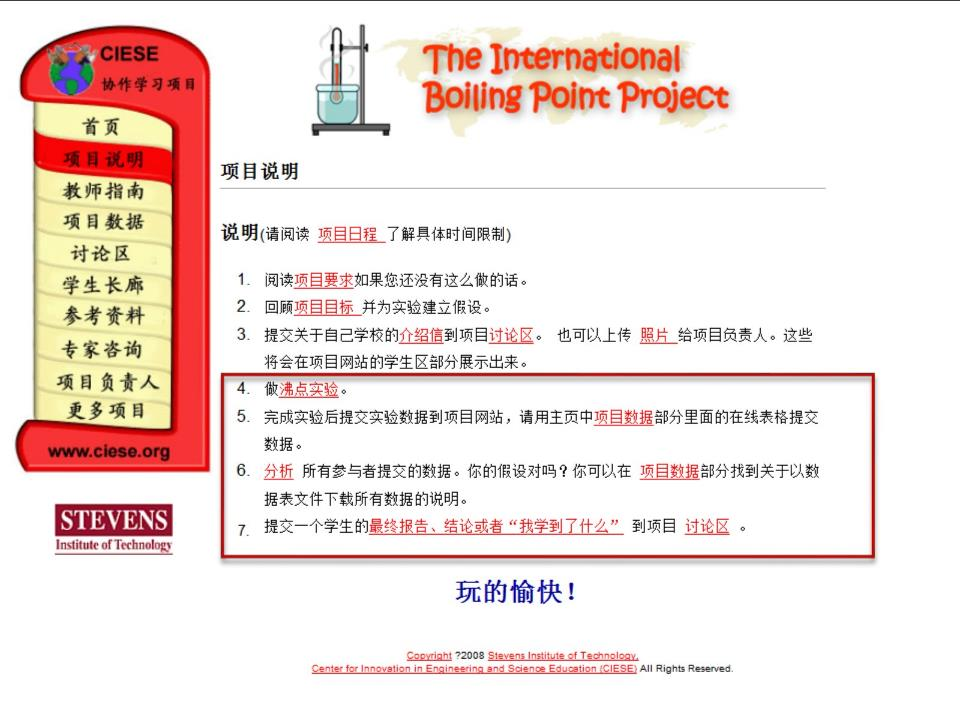 CIESE
协作学习项目
首页
项目说明
教师指南
项目数据
讨论区
学生长廊
参考资料
专家咨询
项目负责人
更多项目
www.ciese.org
STEVENS
Institute of Technology
The International
Boiling Point Project
项目说明
说明(请阅读 项目日程 了解具体时间限制)
1. 阅读项目要求如果您还没有这么做的话。
2. 回顾项目目标 并为实验建立假设。
3. 提交关于自己学校的介绍信到项目讨论区。 也可以上传 照片 给项目负责人。这些
将会在项目网站的学生区部分展示出来。
4. 做沸点实验。
5. 完成实验后提交实验数据到项目网站，请用主页中项目数据部分里面的在线表格提交
数据。
6. 分析 所有参与者提交的数据。你的假设对吗？你可以在 项目数据部分找到关于以数
据表文件下载所有数据的说明。
7. 提交一个学生的最终报告、结论或者“我学到了什么” 到项目 讨论区 。
玩的愉快！
Copyright ?2008 Stevens Institute of Technology,
Center for Innovation in Engineering and Science Education (CIESE) All Rights Reserved.